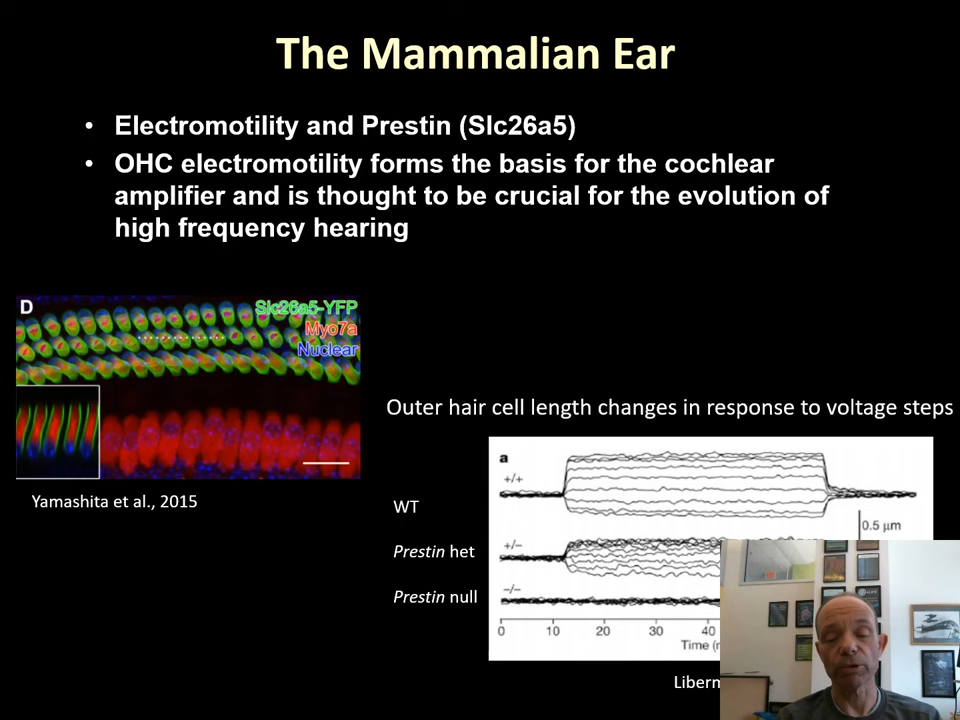 The Mammalian Ear
• Electromotility and Prestin (Slc26a5)
• OHC electromotility forms the basis for the cochlear
amplifier and is thought to be crucial for the evolution of
high frequency hearing
D
Slc26a5-YFP
Myo7a
Nuclear
Yamashita et al., 2015
Outer hair cell length changes in response to voltage steps
a
+/+
WT
0.5 μm
Prestin het
+/−
Prestin null
−/−
0 10 20 30 40
Time